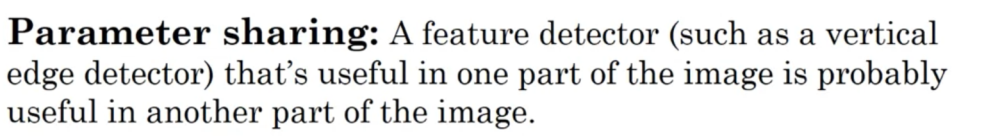 Parameter sharing: A feature detector (such as a vertical
edge detector) that’s useful in one part of the image is probably
useful in another part of the image.